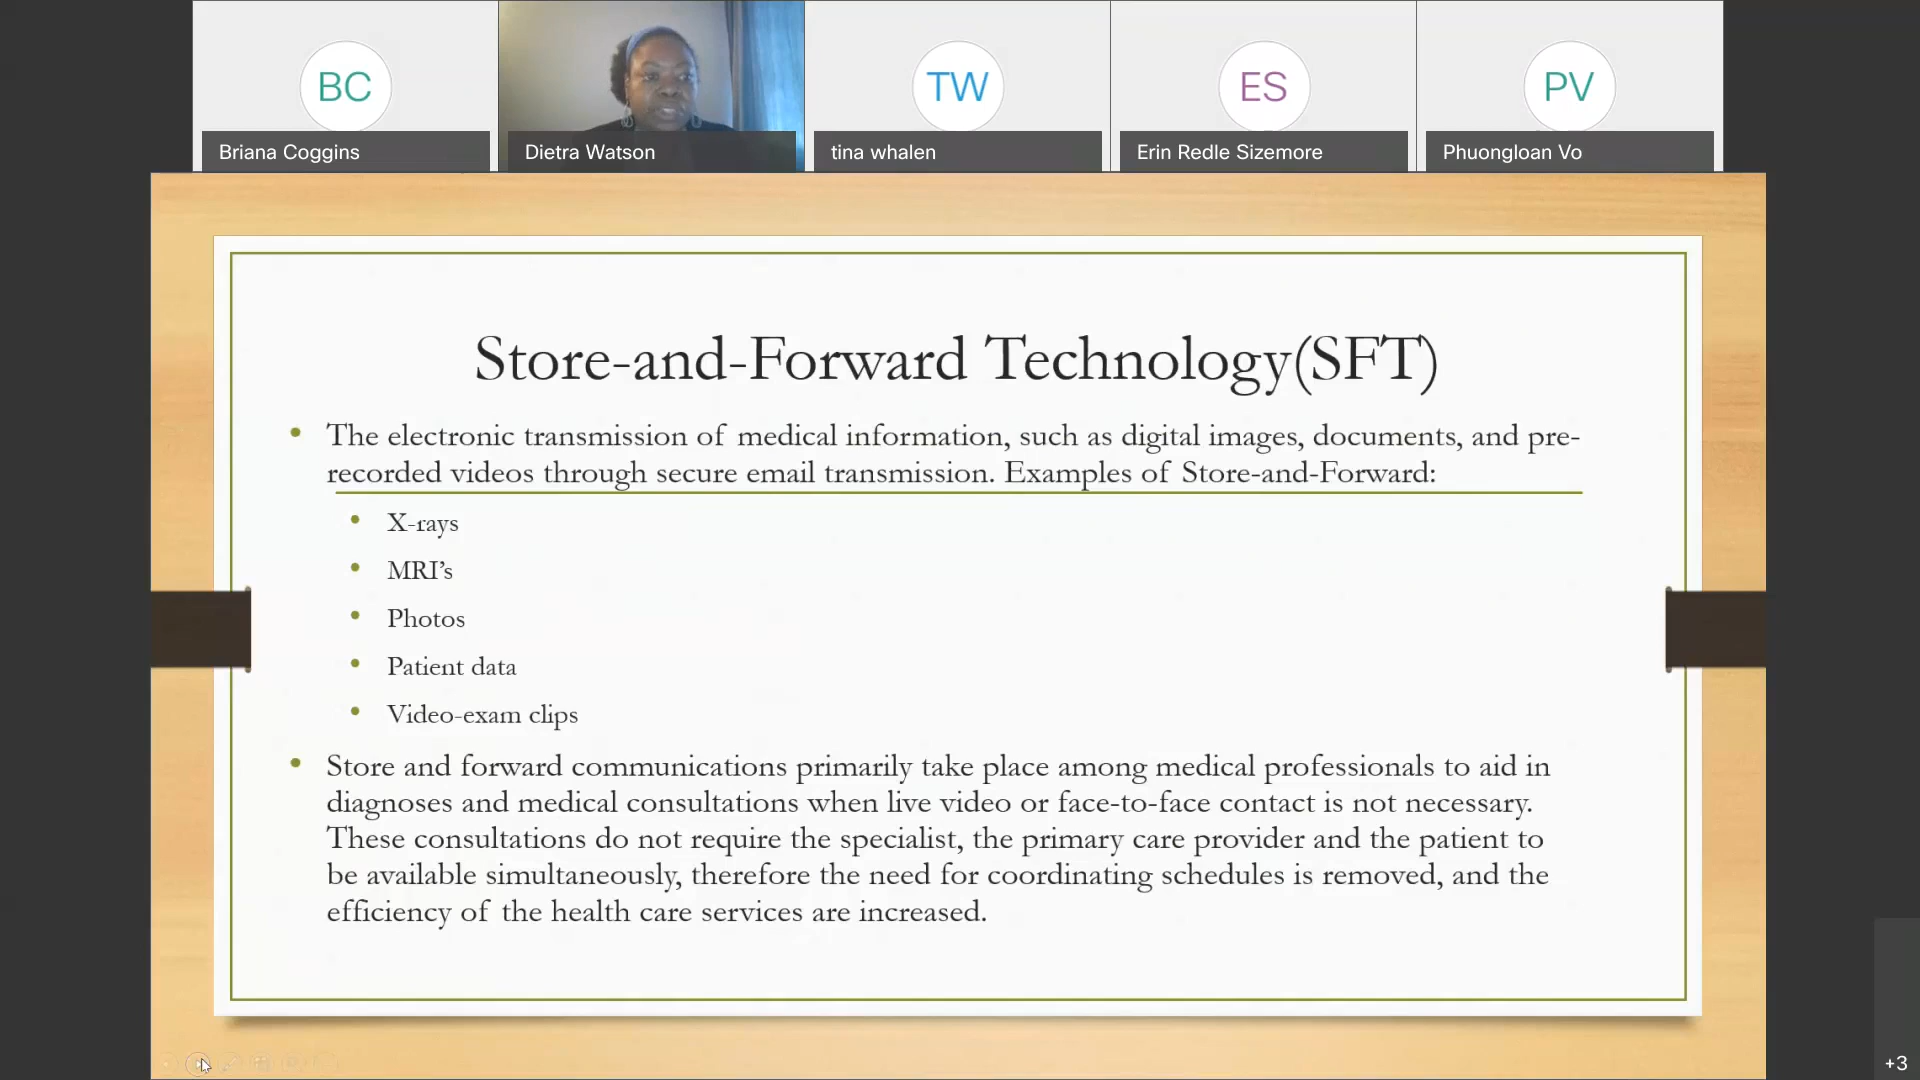 BC
TW
ES
PV
Briana Coggins
Dietra Watson
tina whalen
Erin Redle Sizemore
Phuongloan Vo
Store-and-Forward Technology(SFT)
• The electronic transmission of medical information, such as digital images, documents, and pre-
recorded videos through secure email transmission. Examples of Store-and-Forward:
• X-rays
• MRI’s
• Photos
• Patient data
• Video-exam clips
• Store and forward communications primarily take place among medical professionals to aid in
diagnoses and medical consultations when live video or face-to-face contact is not necessary.
These consultations do not require the specialist, the primary care provider and the patient to
be available simultaneously, therefore the need for coordinating schedules is removed, and the
efficiency of the health care services are increased.
+3